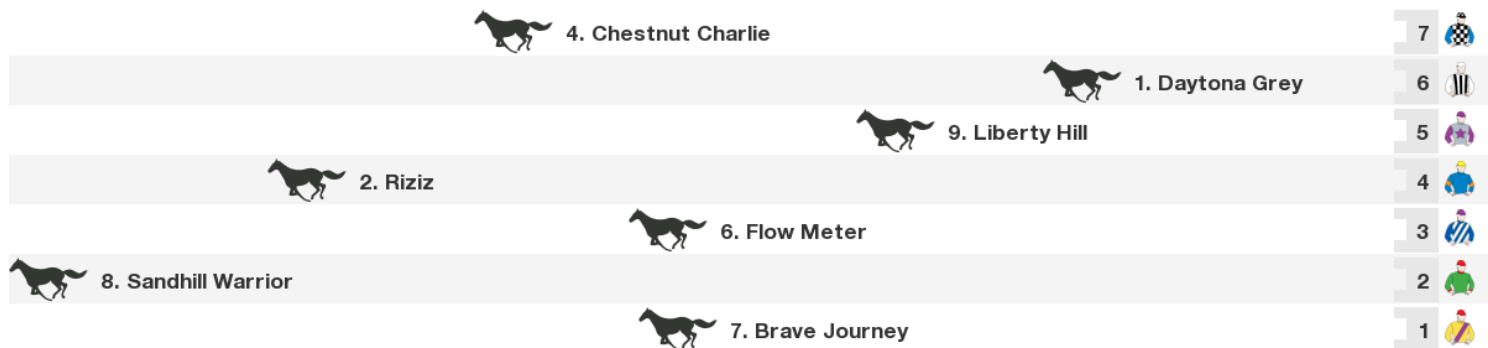 4. Chestnut Charlie 7
1. Daytona Grey 6
9. Liberty Hill 5
2. Riziz 4
6. Flow Meter 3
8. Sandhill Warrior 2
7. Brave Journey 1